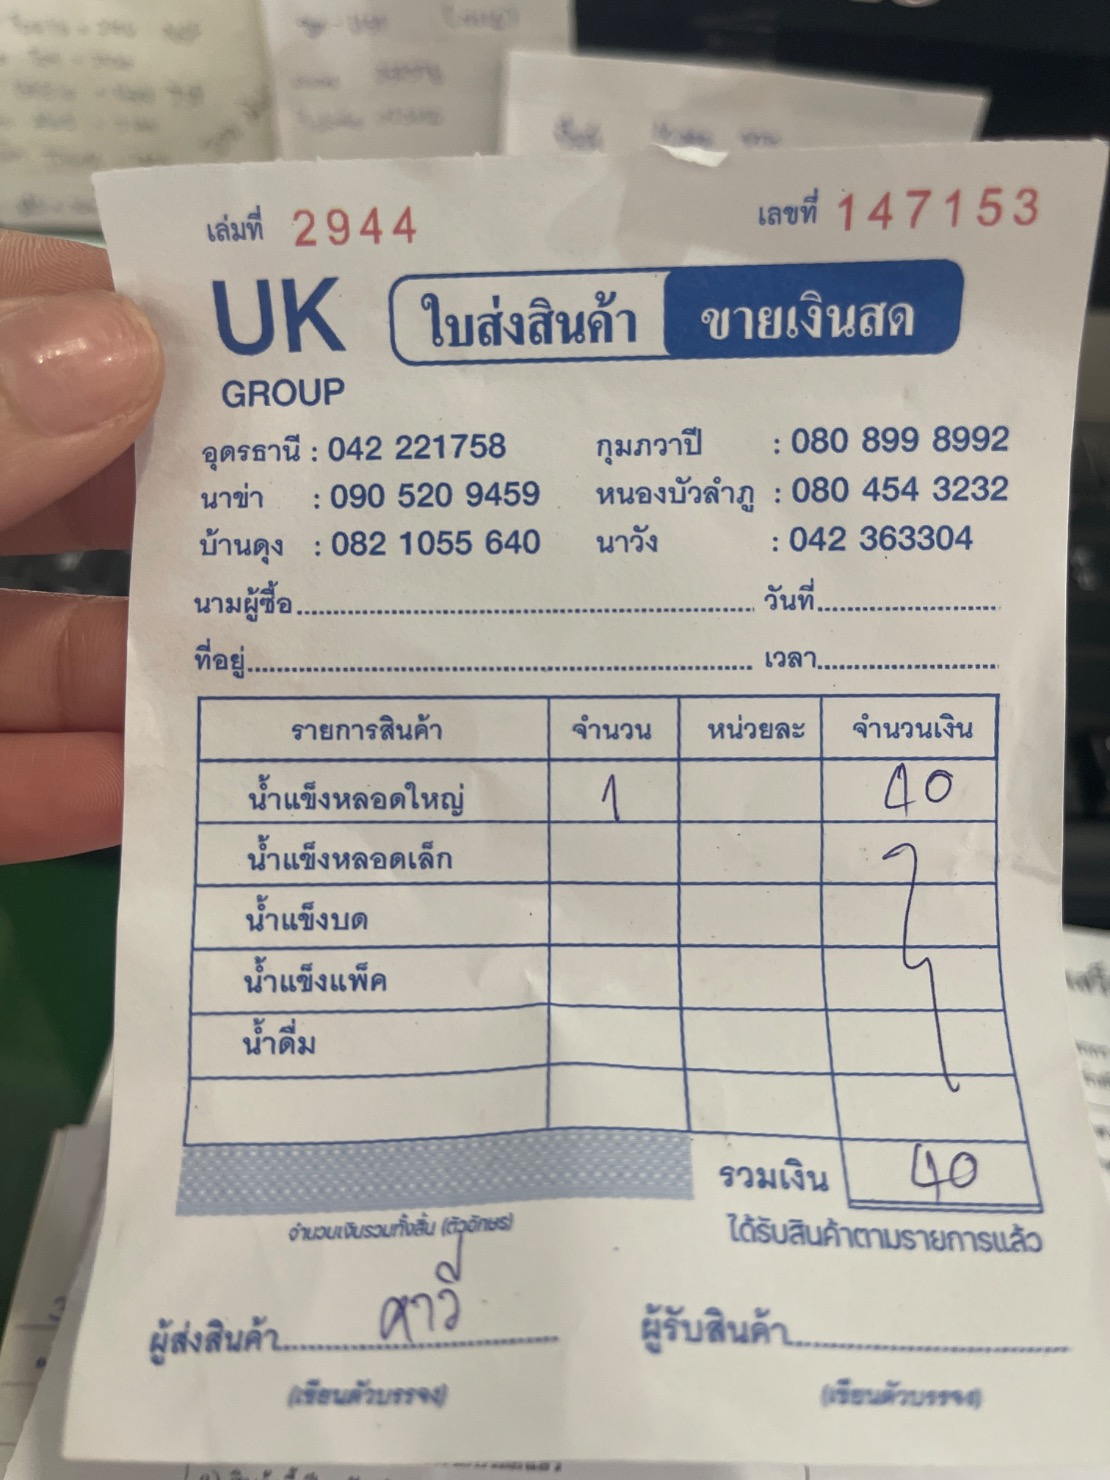 เล่มที่ 2944 เลขที่ 147153
UK GROUP ใบส่งสินค้า ขายเงินสด
อุดรธานี : 042 221758 กุมภวาปี : 080 899 8992
นาข่า : 090 520 9459 หนองบัวลำภู : 080 454 3232
บ้านดุง : 082 1055 640 นาวัง : 042 363304
นามผู้ซื้อ วันที่
ที่อยู่ เวลา
รายการสินค้า จำนวน หน่วยละ จำนวนเงิน
น้ำแข็งหลอดใหญ่ 1 40
น้ำแข็งหลอดเล็ก
น้ำแข็งบด
น้ำแข็งแพ็ค
น้ำดื่ม
รวมเงิน 40
จำนวนเงินรวมทั้งสิ้น (ตัวอักษร) ได้รับสินค้าตามรายการแล้ว
ผู้ส่งสินค้า ผู้รับสินค้า
(เขียนตัวบรรจง) (เขียนตัวบรรจง)